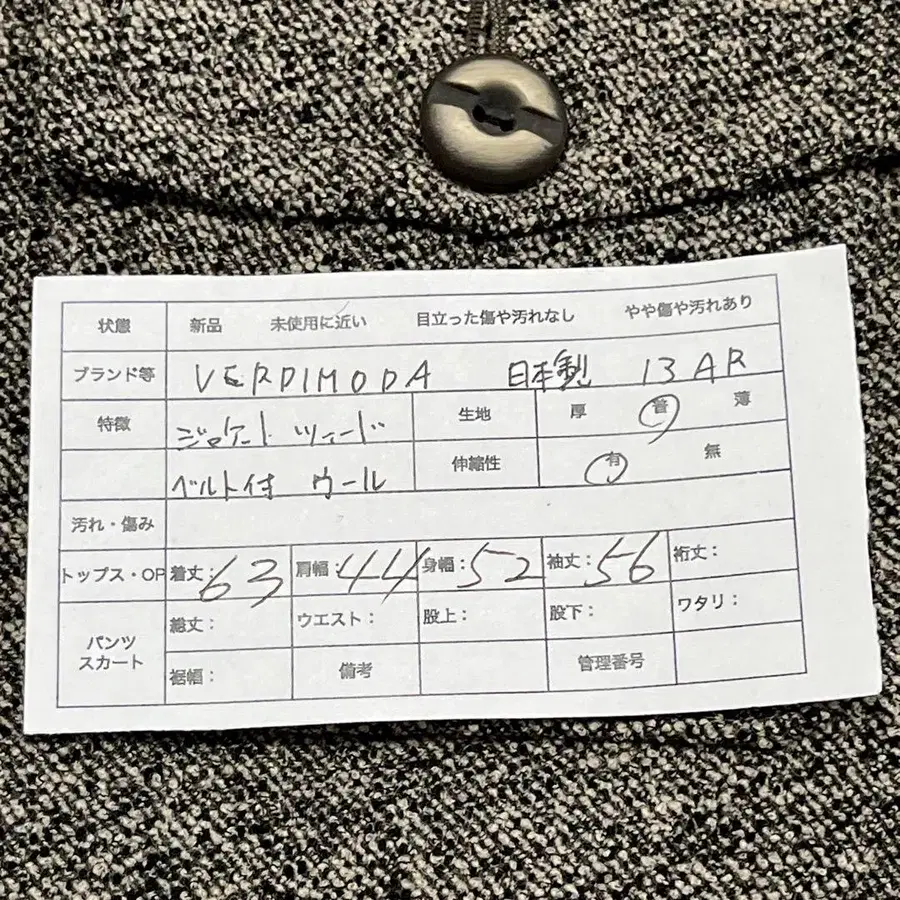 状態 新品 未使用に近い 目立った傷や汚れなし やや傷や汚れあり
ブランド等 VERDIMODA 日本製 13AR
特徴 ジャケート ツイード 生地 厚 普 薄
ベルト付 ウール 伸縮性 有 無
汚れ・傷み
トップス・OP 着丈：63 肩幅：44 身幅：52 袖丈：56 裄丈：
パンツ スカート 総丈： ウエスト： 股上： 股下： ワタリ：
裾幅： 備考 管理番号